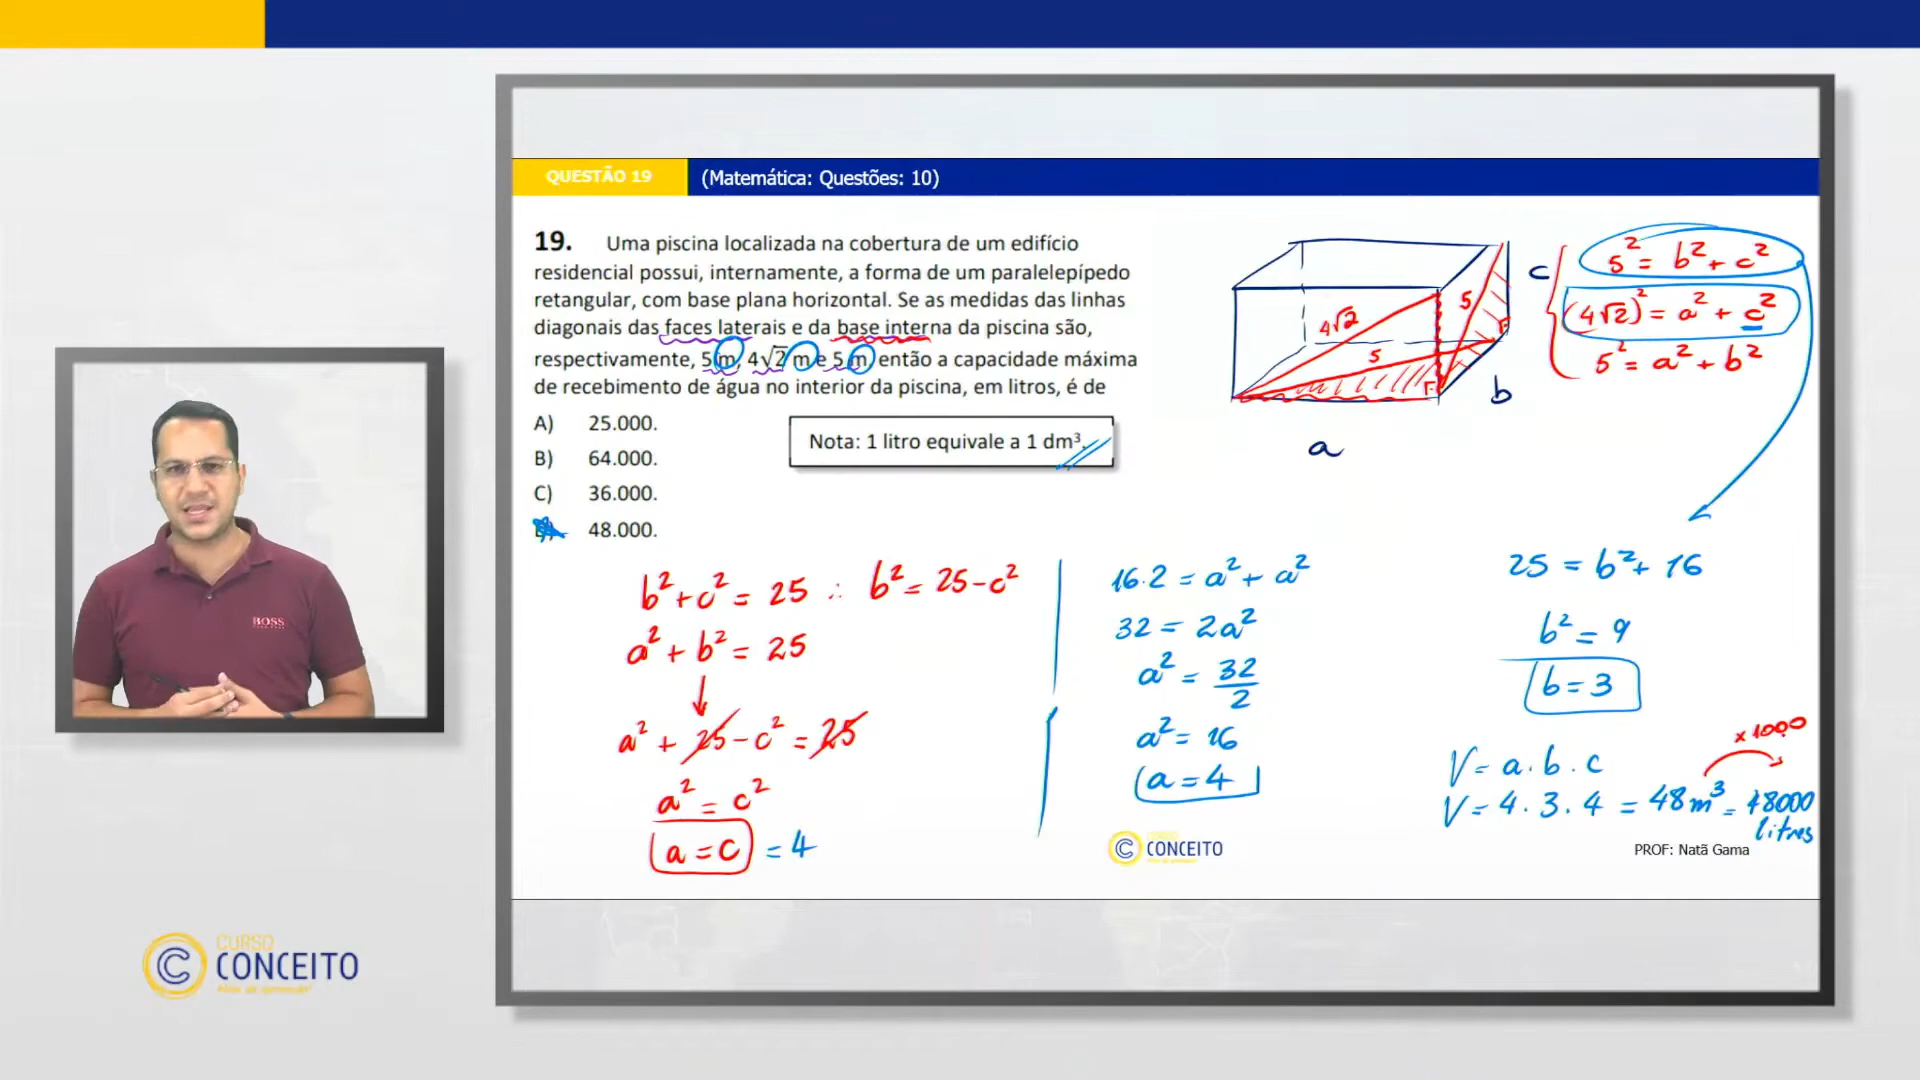 QUESTÃO 19
(Matemática: Questões: 10)
19. Uma piscina localizada na cobertura de um edifício
residencial possui, internamente, a forma de um paralelepípedo
retangular, com base plana horizontal. Se as medidas das linhas
diagonais das faces laterais e da base interna da piscina são,
respectivamente, 5 m, 4√2 m e 5 m, então a capacidade máxima
de recebimento de água no interior da piscina, em litros, é de
A) 25.000.
B) 64.000.
C) 36.000.
48.000.
Nota: 1 litro equivale a 1 dm³.
4√2
5
5
a
b
c
5² = b² + c²
(4√2)² = a² + c²
5² = a² + b²
b² + c² = 25 ∴ b² = 25 - c²
a² + b² = 25
a² + 25 - c² = 25
a² = c²
a = c = 4
16.2 = a² + a²
32 = 2a²
a² = 32/2
a² = 16
a = 4
25 = b² + 16
b² = 9
b = 3
x 1000
V = a.b.c
V = 4.3.4 = 48 m³ = 48000
litros
CURSO
CONCEITO
PROF: Natã Gama
BOSS
CURSO
CONCEITO